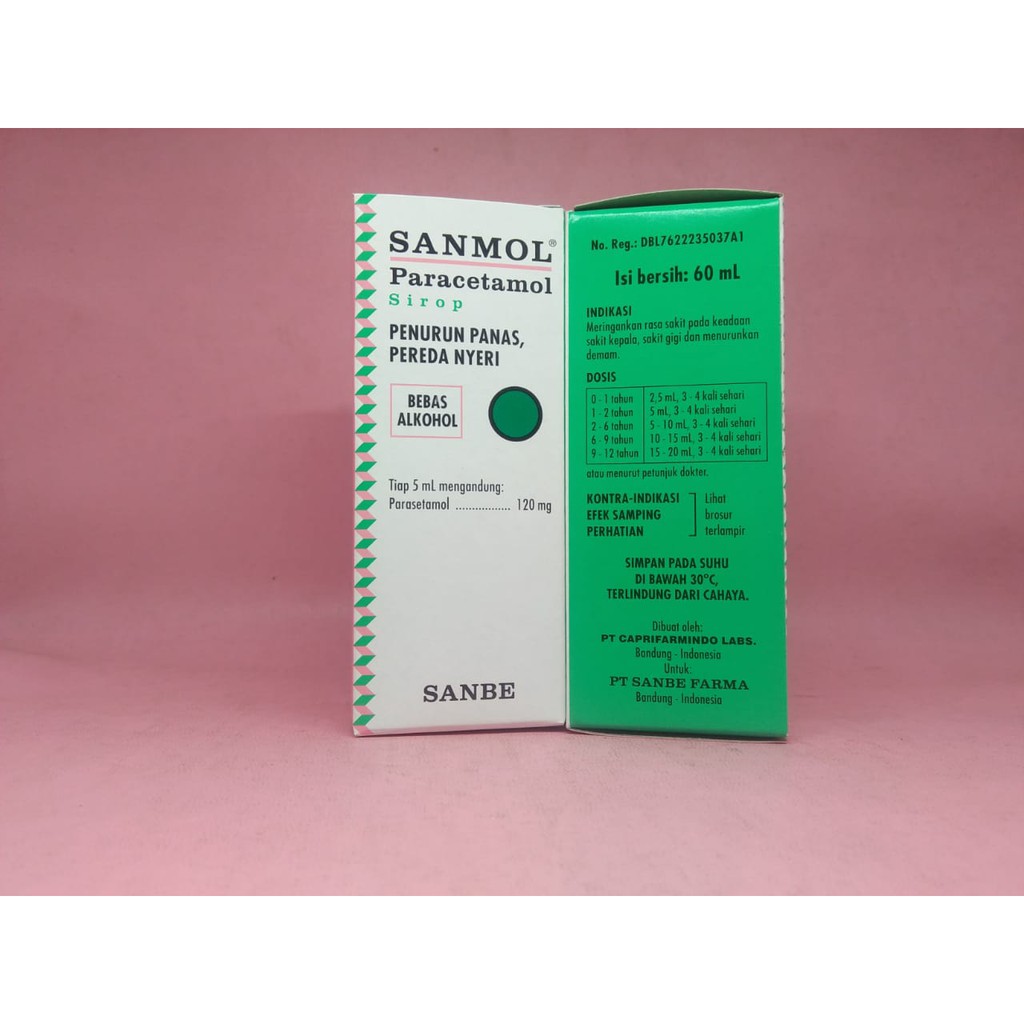 SANMOL®
Paracetamol
Sirop
PENURUN PANAS,
PEREDA NYERI
BEBAS
ALKOHOL
Tiap 5 mL mengandung:
Parasetamol ................. 120 mg
SANBE
No. Reg.: DBL7622235037A1
Isi bersih: 60 mL
INDIKASI
Meringankan rasa sakit pada keadaan
sakit kepala, sakit gigi dan menurunkan
demam.
DOSIS
0 - 1 tahun 2,5 mL, 3 - 4 kali sehari
1 - 2 tahun 5 mL, 3 - 4 kali sehari
2 - 6 tahun 5 - 10 mL, 3 - 4 kali sehari
6 - 9 tahun 10 - 15 mL, 3 - 4 kali sehari
9 - 12 tahun 15 - 20 mL, 3 - 4 kali sehari
atau menurut petunjuk dokter.
KONTRA-INDIKASI Lihat
EFEK SAMPING brosur
PERHATIAN terlampir
SIMPAN PADA SUHU
DI BAWAH 30°C,
TERLINDUNG DARI CAHAYA.
Dibuat oleh:
PT CAPRIFARMINDO LABS.
Bandung - Indonesia
Untuk:
PT SANBE FARMA
Bandung - Indonesia